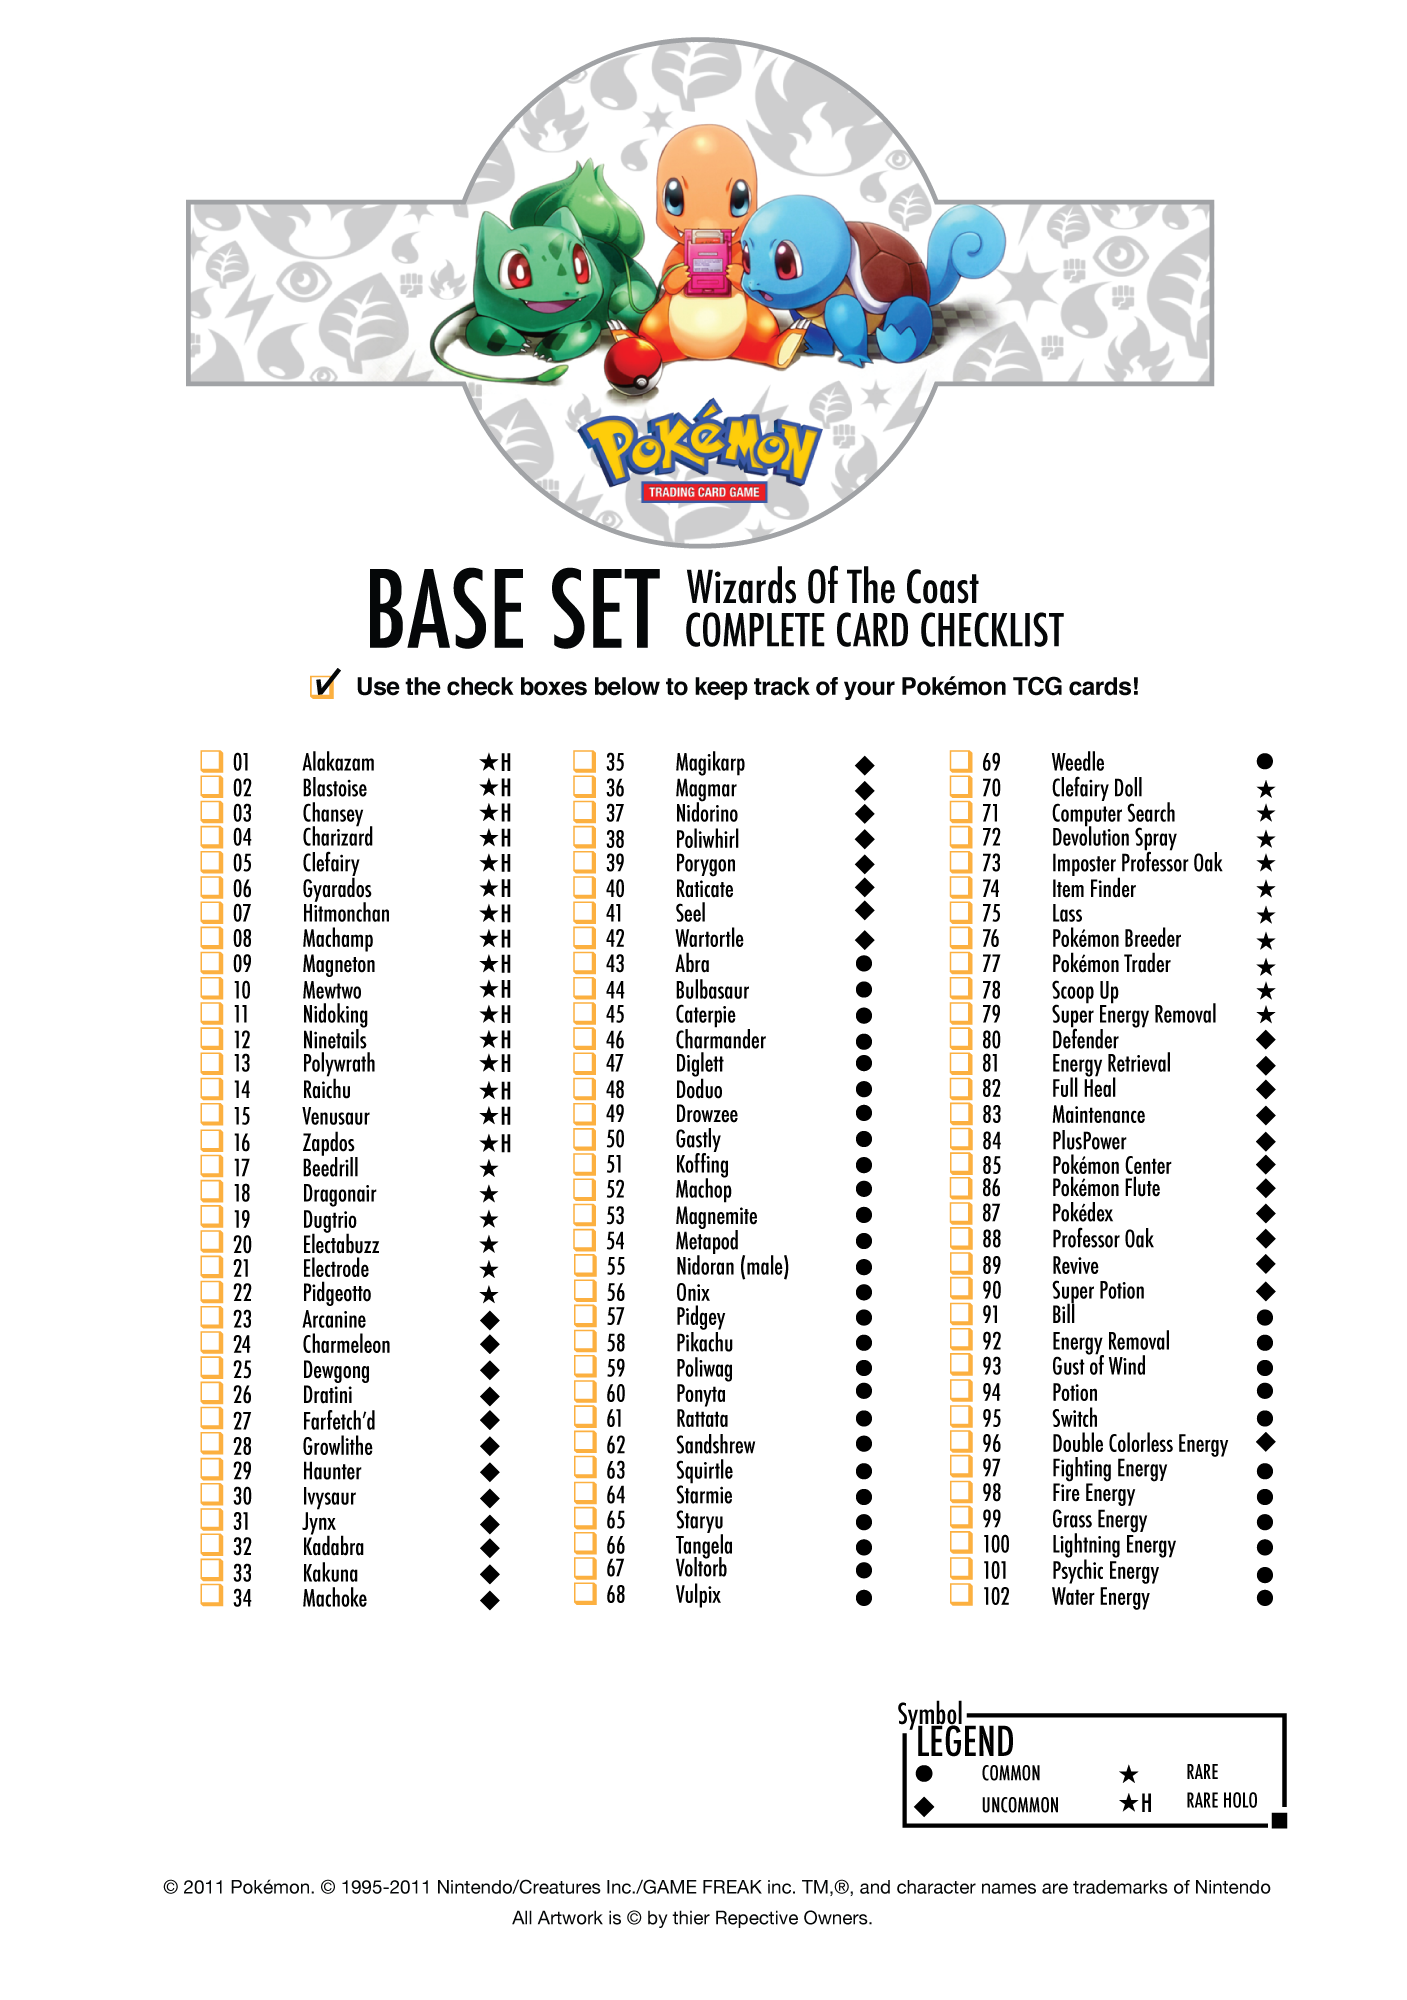 POKéMON
TRADING CARD GAME
BASE SET
Wizards Of The Coast
COMPLETE CARD CHECKLIST
Use the check boxes below to keep track of your Pokémon TCG cards!
01 Alakazam ★H
02 Blastoise ★H
03 Chansey ★H
04 Charizard ★H
05 Clefairy ★H
06 Gyarados ★H
07 Hitmonchan ★H
08 Machamp ★H
09 Magneton ★H
10 Mewtwo ★H
11 Nidoking ★H
12 Ninetails ★H
13 Polywrath ★H
14 Raichu ★H
15 Venusaur ★H
16 Zapdos ★H
17 Beedrill ★
18 Dragonair ★
19 Dugtrio ★
20 Electabuzz ★
21 Electrode ★
22 Pidgeotto ★
23 Arcanine ◆
24 Charmeleon ◆
25 Dewgong ◆
26 Dratini ◆
27 Farfetch'd ◆
28 Growlithe ◆
29 Haunter ◆
30 Ivysaur ◆
31 Jynx ◆
32 Kadabra ◆
33 Kakuna ◆
34 Machoke ◆
35 Magikarp ◆
36 Magmar ◆
37 Nidorino ◆
38 Poliwhirl ◆
39 Porygon ◆
40 Raticate ◆
41 Seel ◆
42 Wartortle ◆
43 Abra ●
44 Bulbasaur ●
45 Caterpie ●
46 Charmander ●
47 Diglett ●
48 Doduo ●
49 Drowzee ●
50 Gastly ●
51 Koffing ●
52 Machop ●
53 Magnemite ●
54 Metapod ●
55 Nidoran (male) ●
56 Onix ●
57 Pidgey ●
58 Pikachu ●
59 Poliwag ●
60 Ponyta ●
61 Rattata ●
62 Sandshrew ●
63 Squirtle ●
64 Starmie ●
65 Staryu ●
66 Tangela ●
67 Voltorb ●
68 Vulpix ●
69 Weedle ●
70 Clefairy Doll ★
71 Computer Search ★
72 Devolution Spray ★
73 Imposter Professor Oak ★
74 Item Finder ★
75 Lass ★
76 Pokémon Breeder ★
77 Pokémon Trader ★
78 Scoop Up ★
79 Super Energy Removal ★
80 Defender ◆
81 Energy Retrieval ◆
82 Full Heal ◆
83 Maintenance ◆
84 PlusPower ◆
85 Pokémon Center ◆
86 Pokémon Flute ◆
87 Pokédex ◆
88 Professor Oak ◆
89 Revive ◆
90 Super Potion ◆
91 Bill ●
92 Energy Removal ●
93 Gust of Wind ●
94 Potion ●
95 Switch ●
96 Double Colorless Energy ◆
97 Fighting Energy ●
98 Fire Energy ●
99 Grass Energy ●
100 Lightning Energy ●
101 Psychic Energy ●
102 Water Energy ●
Symbol
LEGEND
● COMMON ★ RARE
◆ UNCOMMON ★H RARE HOLO
© 2011 Pokémon. © 1995-2011 Nintendo/Creatures Inc./GAME FREAK inc. TM,®, and character names are trademarks of Nintendo
All Artwork is © by thier Repective Owners.